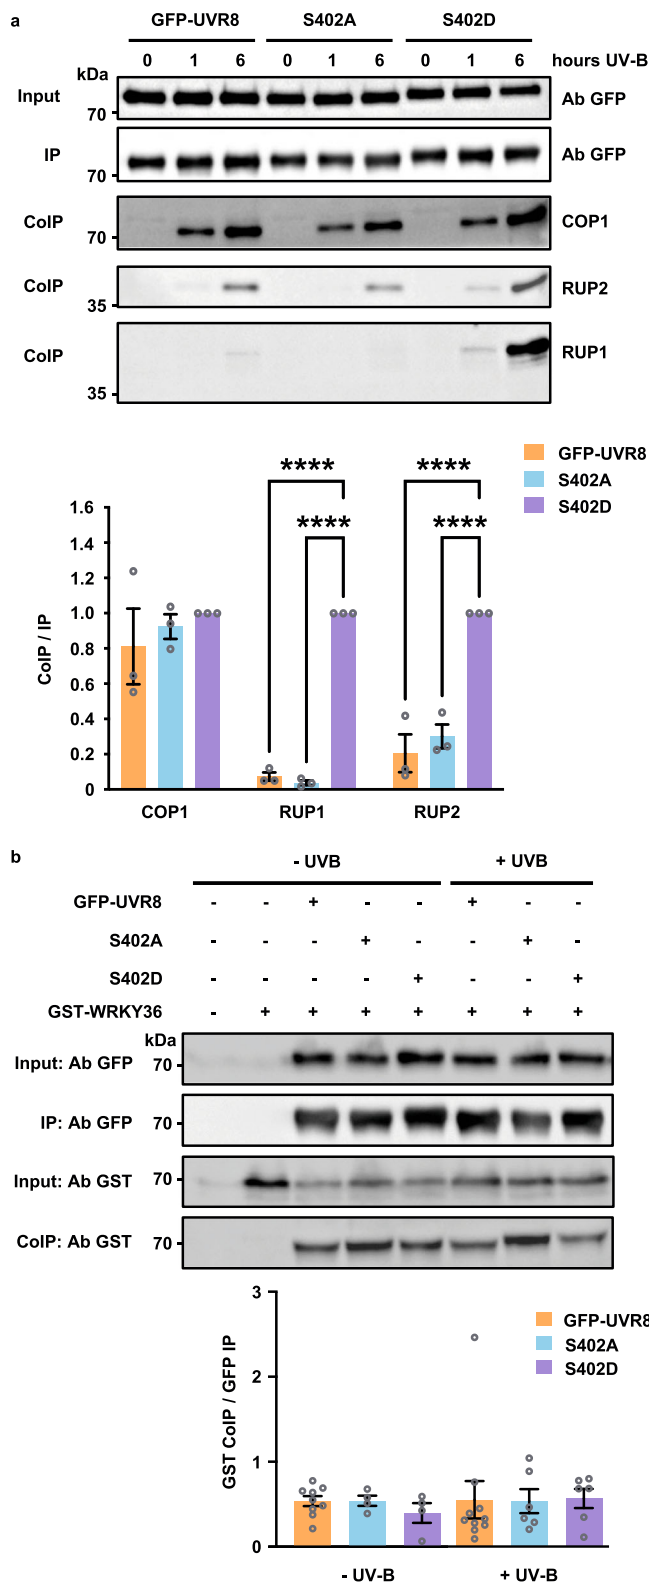 a
GFP-UVR8 S402A S402D
kDa 0 1 6 0 1 6 0 1 6 hours UV-B
Input 70 Ab GFP
IP 70 Ab GFP
CoIP 70 COP1
CoIP 35 RUP2
CoIP 35 RUP1
GFP-UVR8
S402A
S402D
**** ****
**** ****
CoIP / IP
1.6
1.4
1.2
1.0
0.8
0.6
0.4
0.2
0
COP1 RUP1 RUP2
b
- UVB + UVB
GFP-UVR8 - - + - - + - -
S402A - - - + - - + -
S402D - - - - + - - +
GST-WRKY36 - + + + + + + +
kDa
Input: Ab GFP 70
IP: Ab GFP 70
Input: Ab GST 70
CoIP: Ab GST 70
GFP-UVR8
S402A
S402D
GST CoIP / GFP IP
3
2
1
0
- UV-B + UV-B